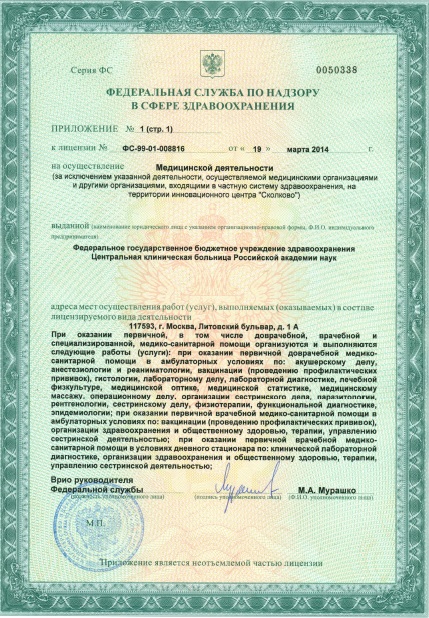 Серия ФС 0050338
ФЕДЕРАЛЬНАЯ СЛУЖБА ПО НАДЗОРУ
В СФЕРЕ ЗДРАВООХРАНЕНИЯ
ПРИЛОЖЕНИЕ № 1 (стр. 1)
к лицензии № ФС-99-01-008816 от « 19 » марта 2014
на осуществление Медицинской деятельности
(за исключением указанной деятельности, осуществляемой медицинскими организациями
и другими организациями, входящими в частную систему здравоохранения, на
территории инновационного центра "Сколково")
выданной (наименование юридического лица с указанием организационно-правовой формы, Ф.И.О. индивидуального
предпринимателя)
Федеральное государственное бюджетное учреждение здравоохранения
Центральная клиническая больница Российской академии наук
адреса мест осуществления работ (услуг), выполняемых (оказываемых) в составе
лицензируемого вида деятельности
117593, г. Москва, Литовский бульвар, д. 1 А
При оказании первичной, в том числе доврачебной, врачебной и
специализированной, медико-санитарной помощи организуются и выполняются
следующие работы (услуги): при оказании первичной доврачебной медико-
санитарной помощи в амбулаторных условиях по: акушерскому делу,
анестезиологии и реаниматологии, вакцинации (проведению профилактических
прививок), гистологии, лабораторному делу, лабораторной диагностике, лечебной
физкультуре, медицинской оптике, медицинской статистике, медицинскому
массажу, операционному делу, организации сестринского дела, паразитологии,
рентгенологии, сестринскому делу, физиотерапии, функциональной диагностике,
эпидемиологии; при оказании первичной врачебной медико-санитарной помощи в
амбулаторных условиях по: вакцинации (проведению профилактических прививок),
организации здравоохранения и общественному здоровью, терапии, управлению
сестринской деятельностью; при оказании первичной врачебной медико-
санитарной помощи в условиях дневного стационара по: клинической лабораторной
диагностике, организации здравоохранения и общественному здоровью, терапии,
управлению сестринской деятельностью;
Врио руководителя
Федеральной службы М.А. Мурашко
(должность уполномоченного лица) (подпись уполномоченного лица) (Ф.И.О. уполномоченного лица)
М.П.
Приложение является неотъемлемой частью лицензии